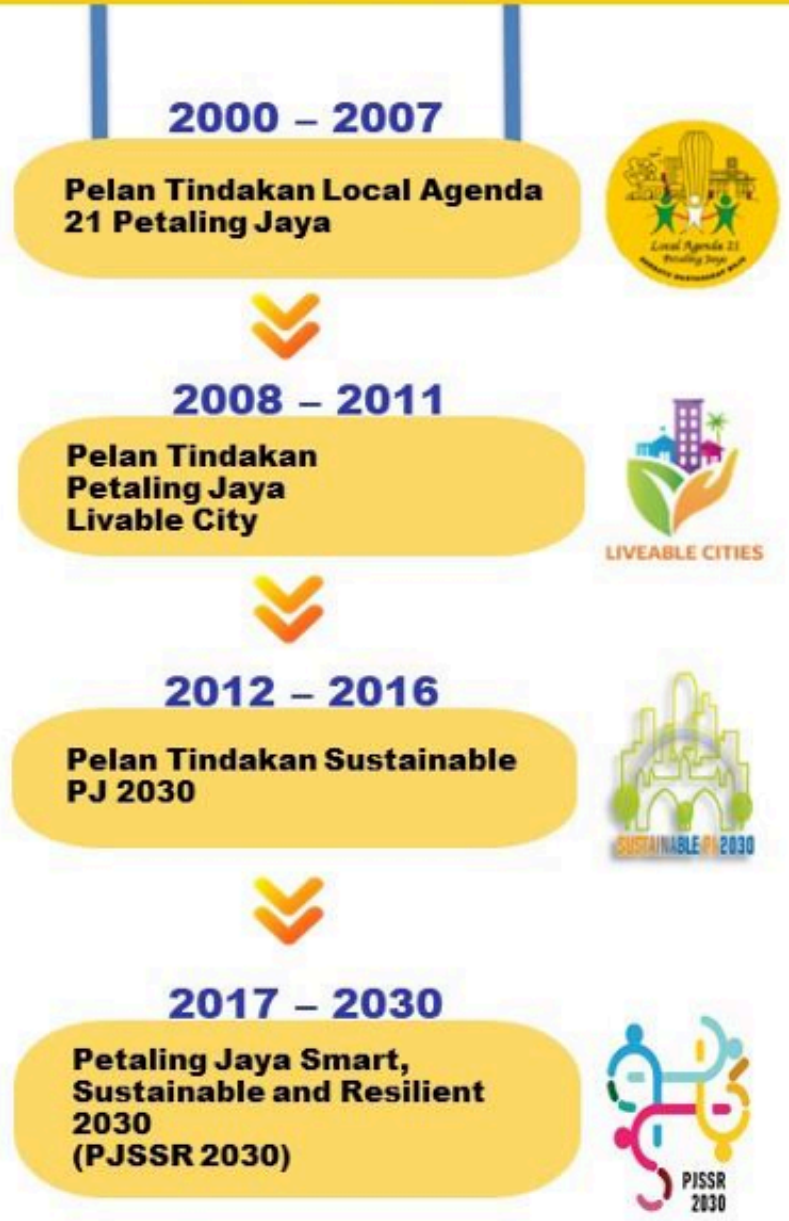 2000 – 2007
Pelan Tindakan Local Agenda
21 Petaling Jaya
Local Agenda 21
Petaling Jaya
2008 – 2011
Pelan Tindakan
Petaling Jaya
Livable City
LIVEABLE CITIES
2012 – 2016
Pelan Tindakan Sustainable
PJ 2030
SUSTAINABLE PJ 2030
2017 – 2030
Petaling Jaya Smart,
Sustainable and Resilient
2030
(PJSSR 2030)
PJSSR
2030